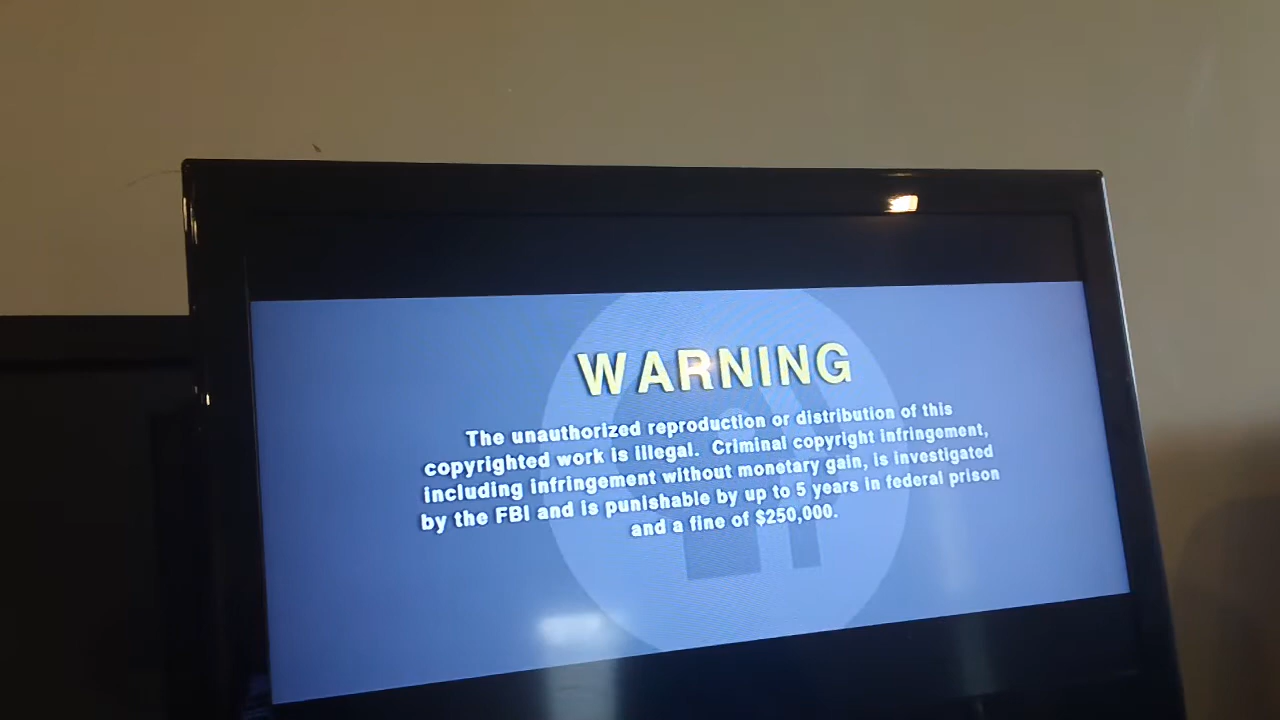 WARNING
The unauthorized reproduction or distribution of this
copyrighted work is illegal. Criminal copyright infringement,
including infringement without monetary gain, is investigated
by the FBI and is punishable by up to 5 years in federal prison
and a fine of $250,000.